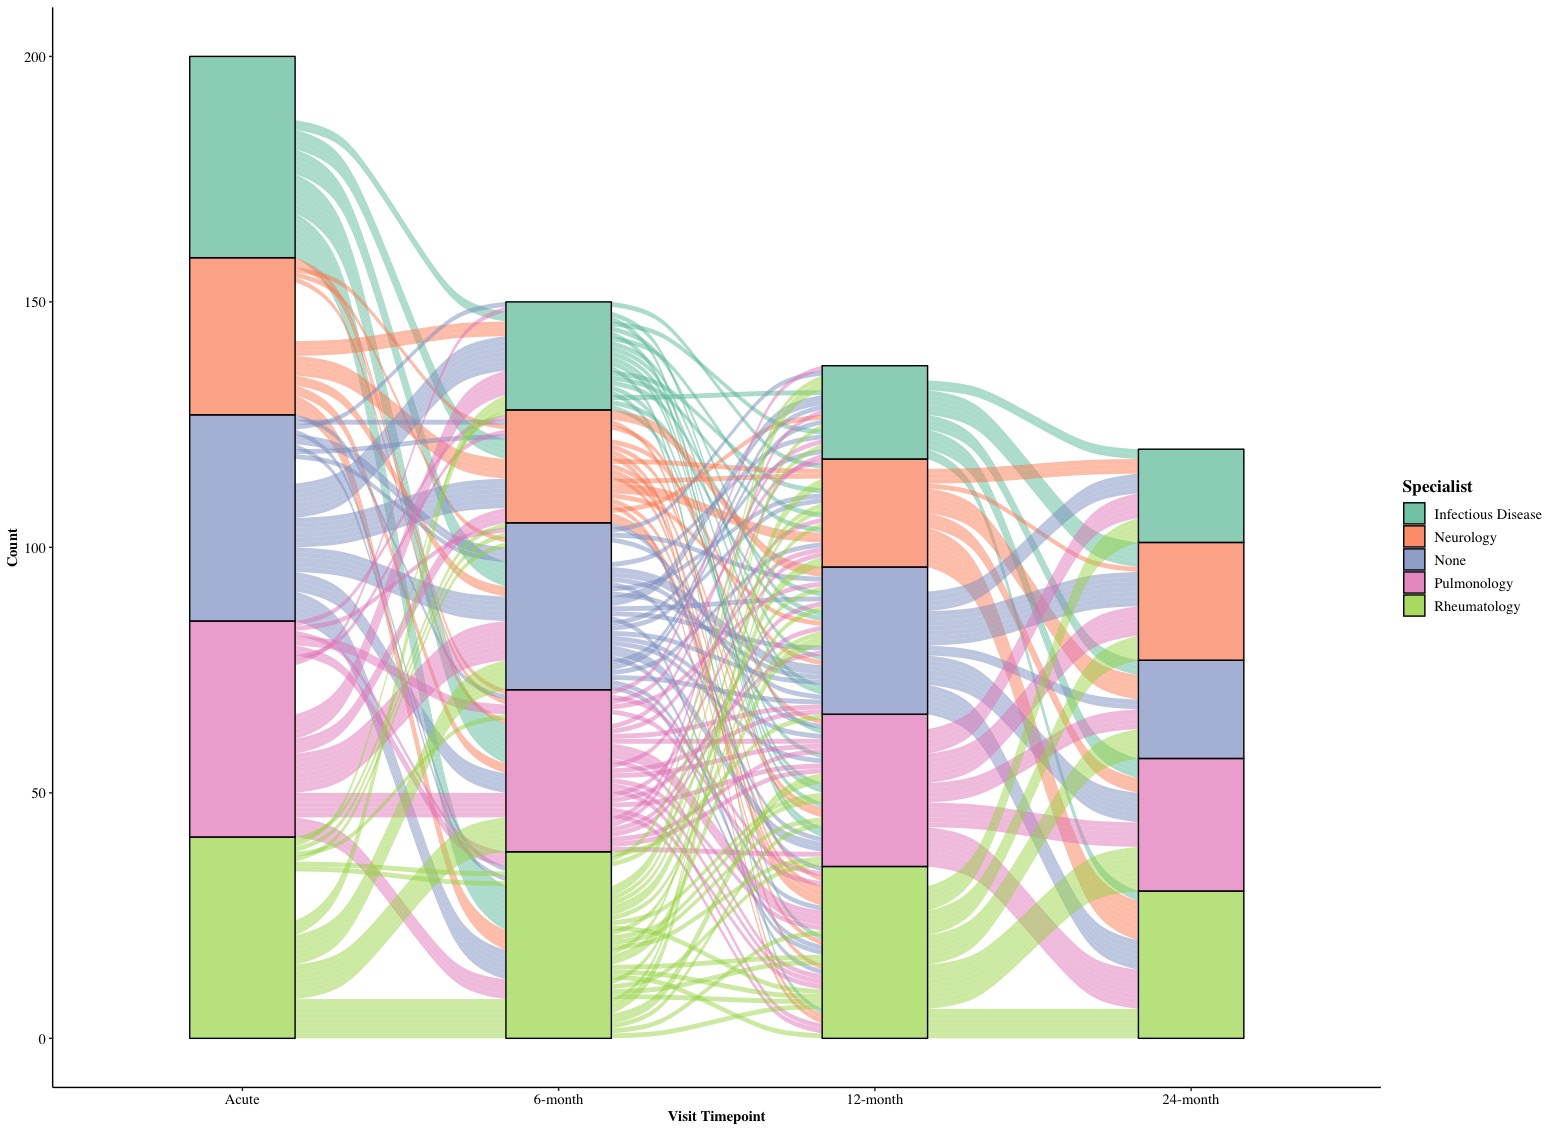 200
150
100
50
0
Count
Acute
6-month
12-month
24-month
Visit Timepoint
Specialist
Infectious Disease
Neurology
None
Pulmonology
Rheumatology